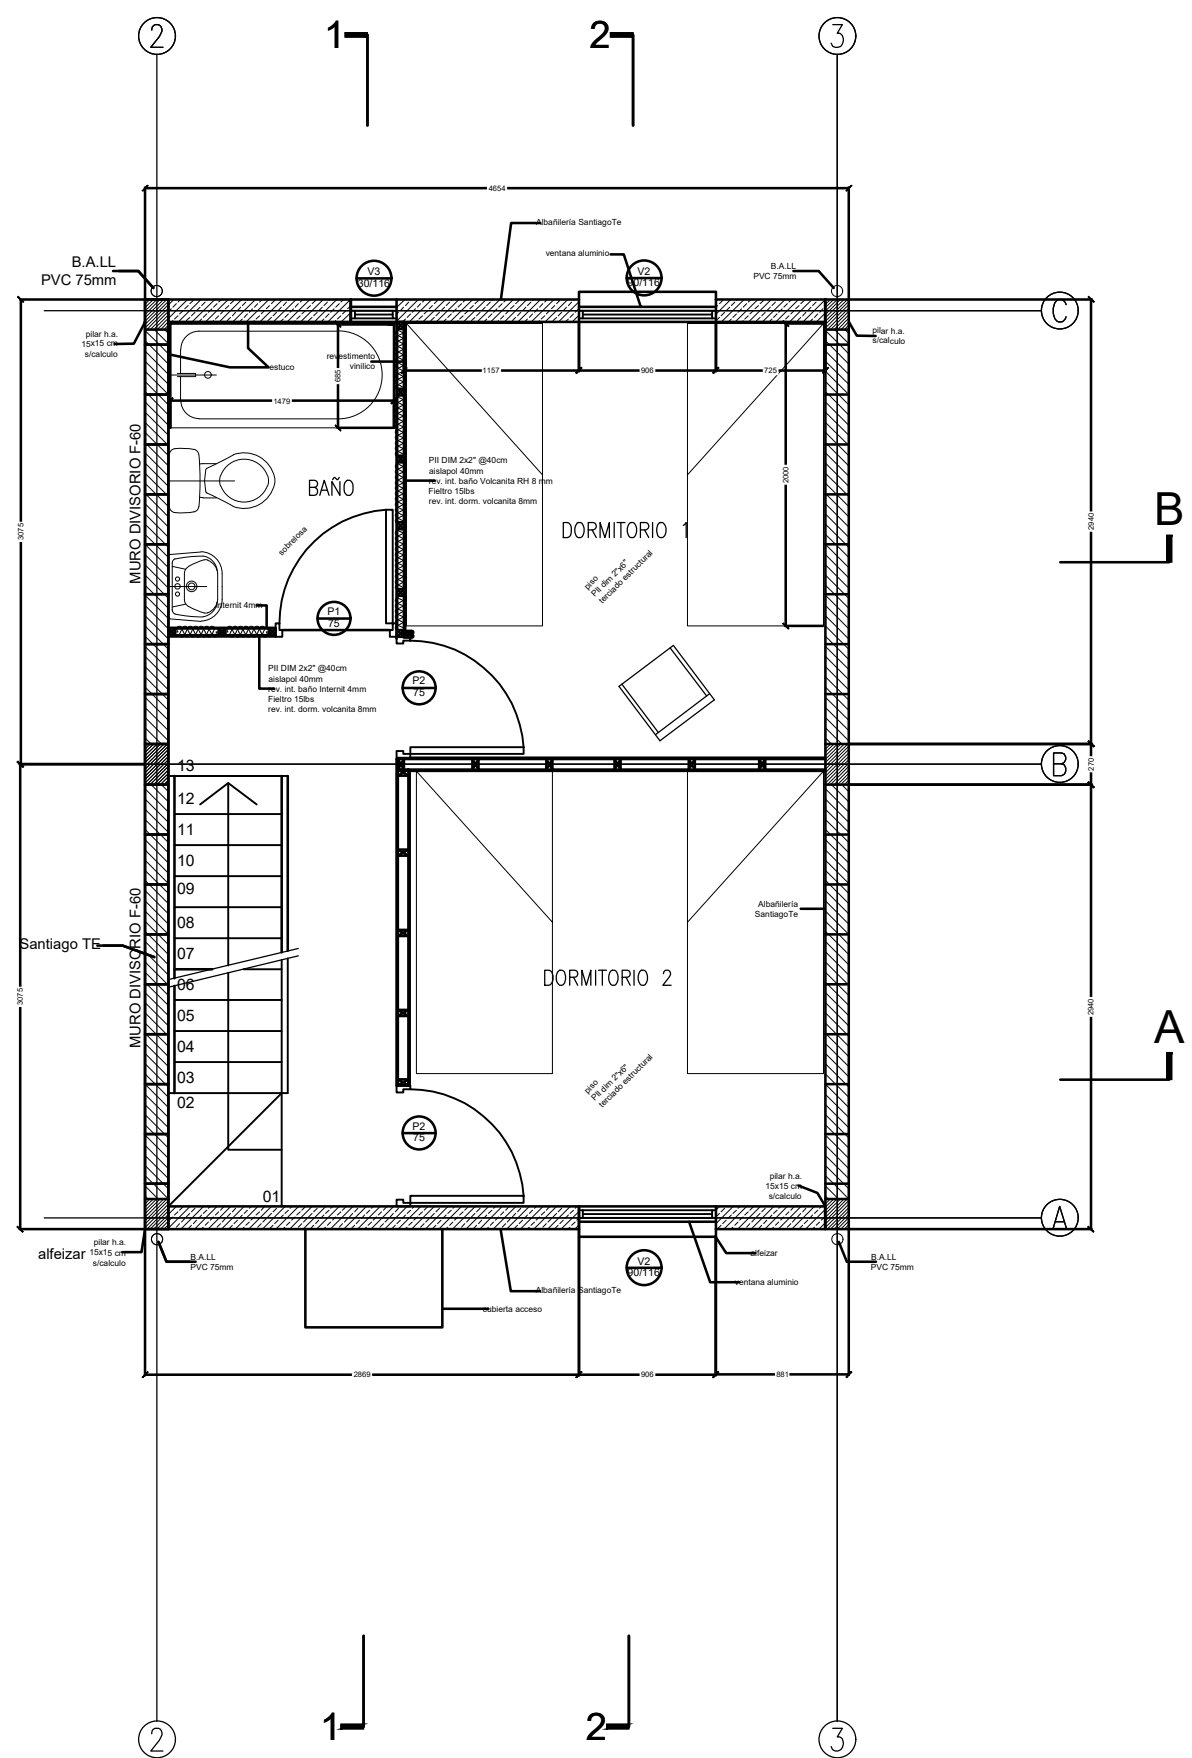 2
1
2
3
4654
Albañilería SantiagoTe
ventana aluminio
B.A.LL
PVC 75mm
V3
30/116
V2
90/116
B.A.LL
PVC 75mm
C
pilar h.a.
15x15 cm
s/calculo
estuco
revestimento
vinilico
685
1479
1157
906
725
pilar h.a.
s/calculo
MURO DIVISORIO F-60
3075
BAÑO
PII DIM 2x2" @40cm
aislapol 40mm
rev. int. baño Volcanita RH 8 mm
Fieltro 15lbs
rev. int. dorm. volcanita 8mm
2000
2940
B
sobrelosa
DORMITORIO 1
piso
PII dim 2"x6"
terciado estructural
internit 4mm
P1
75
PII DIM 2x2" @40cm
aislapol 40mm
rev. int. baño Internit 4mm
Fieltro 15lbs
rev. int. dorm. volcanita 8mm
P2
75
13
B
270
12
11
10
09
08
07
06
05
04
03
02
01
MURO DIVISORIO F-60
Santiago TE
3075
Albañilería
SantiagoTe
DORMITORIO 2
2940
A
piso
PII dim 2"x6"
terciado estructural
P2
75
pilar h.a.
15x15 cm
s/calculo
A
alfeizar
pilar h.a.
15x15 cm
s/calculo
B.A.LL
PVC 75mm
V2
90/116
alfeizar
ventana aluminio
B.A.LL
PVC 75mm
Albañilería SantiagoTe
cubierta acceso
2869
906
881
2
1
2
3